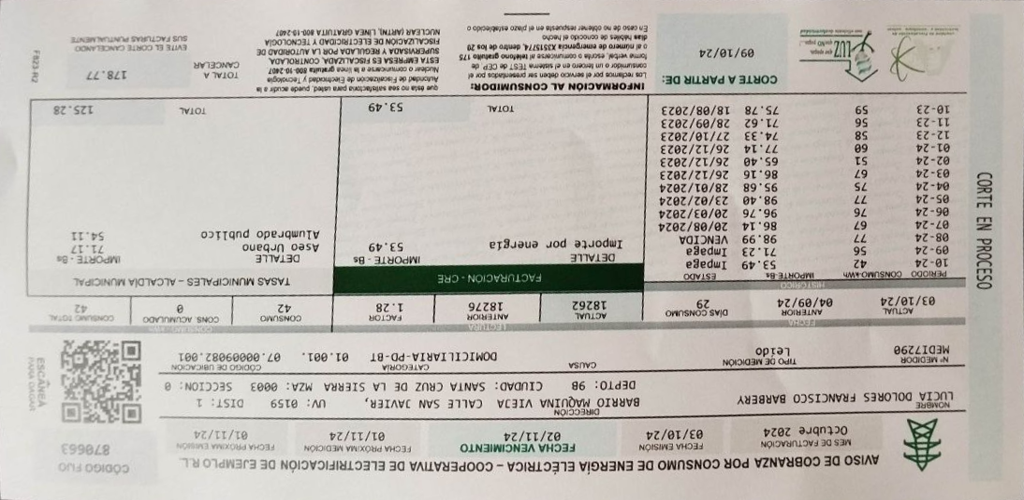 AVISO DE COBRANZA POR CONSUMO DE ENERGÍA ELÉCTRICA – COOPERATIVA DE ELECTRIFICACIÓN DE EJEMPLO R.L.
MES DE FACTURACIÓN
Octubre 2024
FECHA EMISIÓN
03/10/24
FECHA VENCIMIENTO
02/11/24
FECHA PRÓXIMA MEDICION
01/11/24
FECHA PRÓXIMA EMISIÓN
01/11/24
CÓDIGO FIJO
870663
NOMBRE
LUCIA DOLORES FRANCISCO BARBERY
DIRECCIÓN
BARRIO MAQUINA VIEJA CALLE SAN JAVIER, UV: 0159 DIST: 1
DEPTO: 9B CIUDAD: SANTA CRUZ DE LA SIERRA MZA: 0003 SECCION: 0
ESCANEA
PARA PAGAR
Nº MEDIDOR
MEDI7290
TIPO DE MEDICIÓN
Leido
CAUSA
CATEGORÍA
DOMICILIARIA-PD-BT
CÓDIGO DE UBICACIÓN
01.001. 07.00009082.001
FECHA
LECTURA
CONSUMO - KWH
ACTUAL
03/10/24
ANTERIOR
04/09/24
DÍAS CONSUMO
29
ACTUAL
18262
ANTERIOR
18276
FACTOR
1.28
CONSUMO
42
CONS. ACUMULADO
0
CONSUMO TOTAL
42
HISTÓRICO
PERIODO CONSUMO-KWH IMPORTE Bs ESTADO
10-24 42 53.49 Impaga
09-24 56 71.23 Impaga
08-24 77 98.99 VENCIDA
07-24 67 86.14 20/08/2024
06-24 76 96.76 20/03/2024
05-24 77 98.40 23/02/2024
04-24 75 95.68 28/01/2024
03-24 67 86.16 26/12/2023
02-24 51 65.40 26/12/2023
01-24 60 77.14 26/12/2023
12-23 58 74.33 27/10/2023
11-23 56 71.62 28/09/2023
10-23 59 75.78 18/08/2023
FACTURACION - CRE
DETALLE IMPORTE - Bs
Importe por energía 53.49
TOTAL 53.49
TASAS MUNICIPALES – ALCALDÍA MUNICIPAL
DETALLE IMPORTE - Bs
Aseo Urbano 71.17
Alumbrado publico 54.11
TOTAL 125.28
CORTE EN PROCESO
CORTE A PARTIR DE:
09/10/24
LUZ
INFORMACIÓN AL CONSUMIDOR:
Los reclamos por el servicio deben ser presentados por el
consumidor o un tercero en el sistema TEST de CEP, de
forma verbal, escrita o comunicarse al teléfono gratuito 175
o al número de emergencia X3151X774, dentro de los 20
días hábiles de conocido el hecho
En caso de no obtener respuesta en el plazo establecido o
que ésta no sea satisfactoria para usted, puede acudir a la
Autoridad de Fiscalización de Electricidad y Tecnología
Nuclear o comunicarse a la línea gratuita 800-10-2407
ESTA EMPRESA ES FISCALIZADA, CONTROLADA,
SUPERVISADA Y REGULADA POR LA AUTORIDAD DE
FISCALIZACIÓN DE ELECTRICIDAD Y TECNOLOGÍA
NUCLEAR (AETN), LINEA GRATUITA 800-10-2407
TOTAL A
CANCELAR
178.77
EVITE EL CORTE CANCELANDO
SUS FACTURAS PUNTUALMENTE